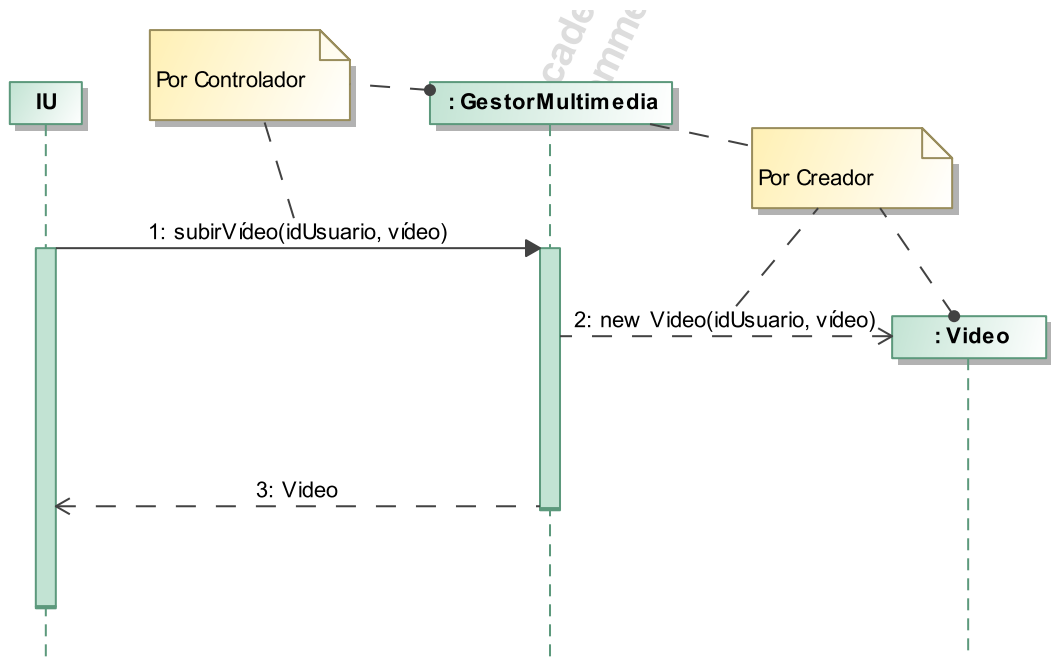 Por Controlador
IU
: GestorMultimedia
Por Creador
1: subirVídeo(idUsuario, vídeo)
2: new Video(idUsuario, vídeo)
: Video
3: Video